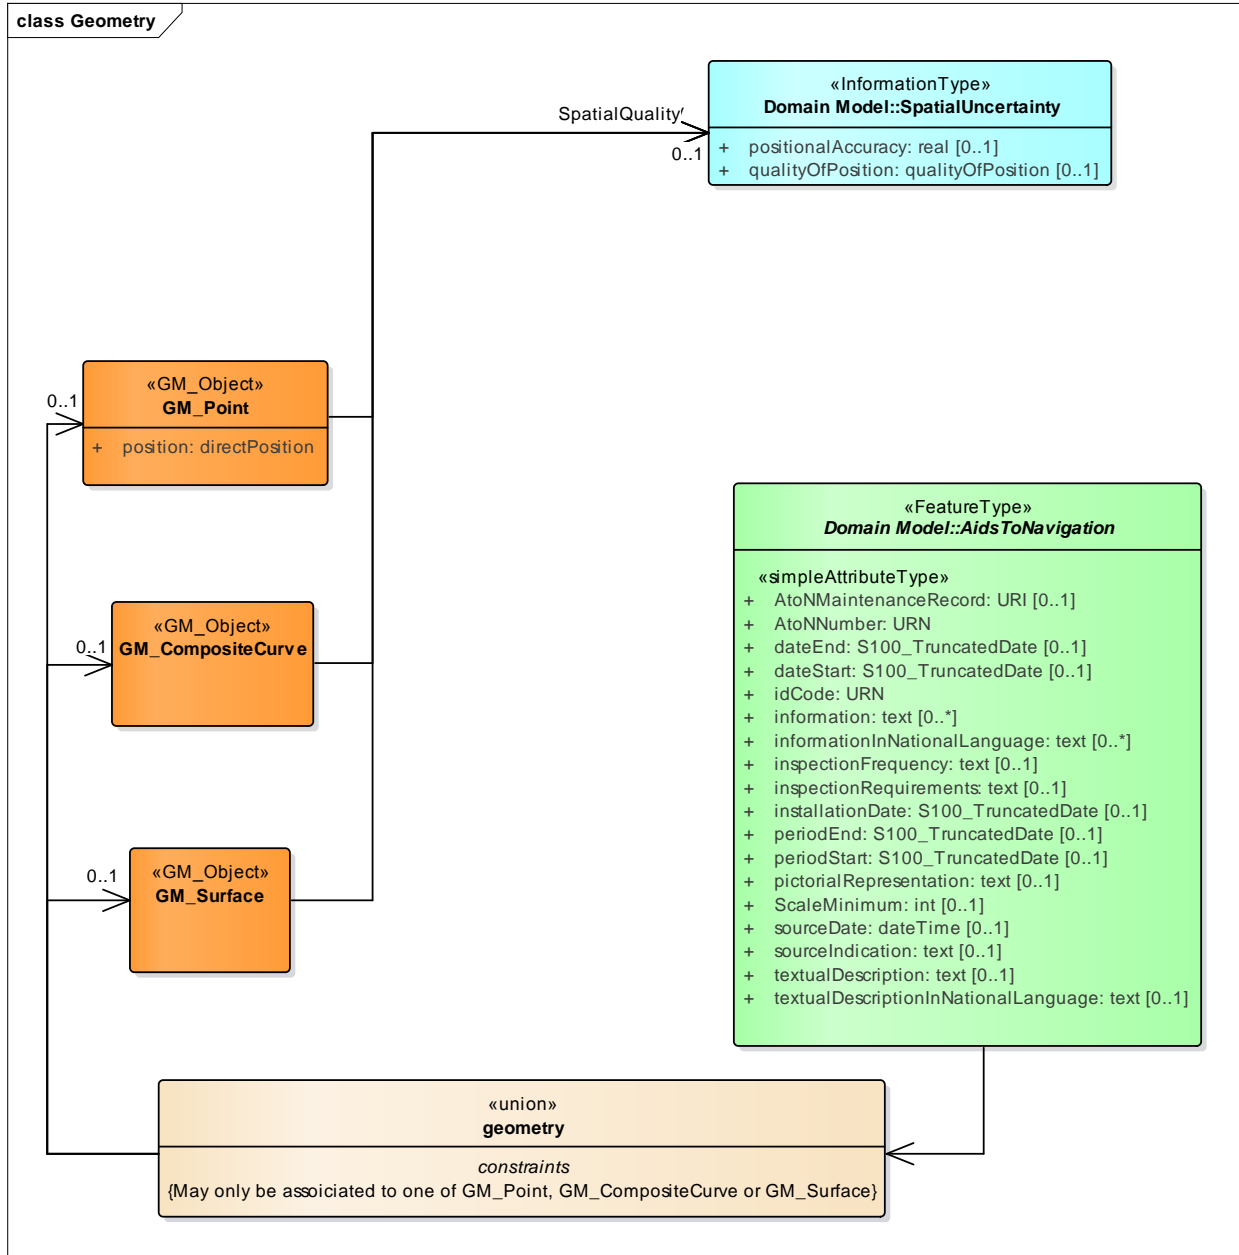 class Geometry
«InformationType»
Domain Model::SpatialUncertainty
+ positionalAccuracy: real [0..1]
+ qualityOfPosition: qualityOfPosition [0..1]
SpatialQuality
0..1
«GM_Object»
GM_Point
+ position: directPosition
0..1
«GM_Object»
GM_CompositeCurve
0..1
«GM_Object»
GM_Surface
0..1
«FeatureType»
Domain Model::AidsToNavigation
«simpleAttributeType»
+ AtoNMaintenanceRecord: URI [0..1]
+ AtoNNumber: URN
+ dateEnd: S100_TruncatedDate [0..1]
+ dateStart: S100_TruncatedDate [0..1]
+ idCode: URN
+ information: text [0..*]
+ informationInNationalLanguage: text [0..*]
+ inspectionFrequency: text [0..1]
+ inspectionRequirements: text [0..1]
+ installationDate: S100_TruncatedDate [0..1]
+ periodEnd: S100_TruncatedDate [0..1]
+ periodStart: S100_TruncatedDate [0..1]
+ pictorialRepresentation: text [0..1]
+ ScaleMinimum: int [0..1]
+ sourceDate: dateTime [0..1]
+ sourceIndication: text [0..1]
+ textualDescription: text [0..1]
+ textualDescriptionInNationalLanguage: text [0..1]
«union»
geometry
constraints
{May only be assoiciated to one of GM_Point, GM_CompositeCurve or GM_Surface}